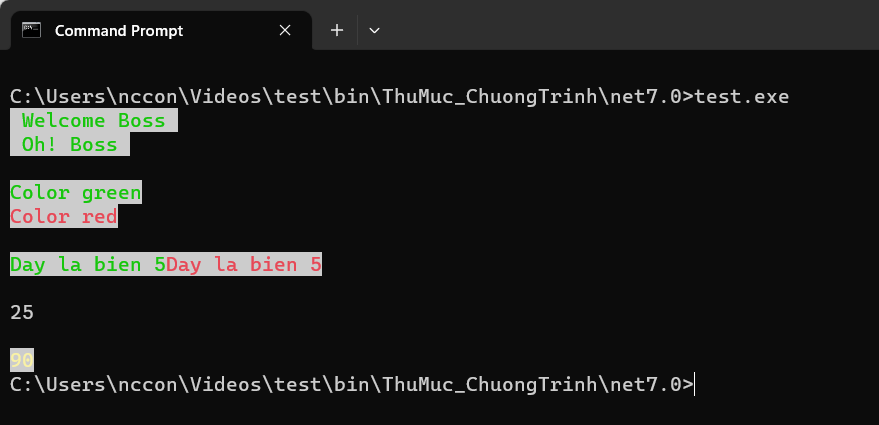 Command Prompt
C:\Users\nccon\Videos\test\bin\ThuMuc_ChuongTrinh\net7.0>test.exe
Welcome Boss
Oh! Boss
Color green
Color red
Day la bien 5Day la bien 5
25
90
C:\Users\nccon\Videos\test\bin\ThuMuc_ChuongTrinh\net7.0>